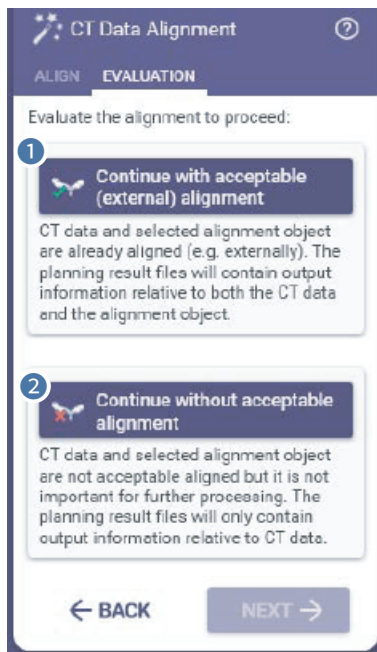 CT Data Alignment
ALIGN EVALUATION
Evaluate the alignment to proceed:
1
Continue with acceptable
(external) alignment
CT data and selected alignment object
are already aligned (e.g. externally). The
planning result files will contain output
information relative to both the CT data
and the alignment object.
2
Continue without acceptable
alignment
CT data and selected alignment object
are not acceptable aligned but it is not
important for further processing. The
planning result files will only contain
output information relative to CT data.
← BACK NEXT →